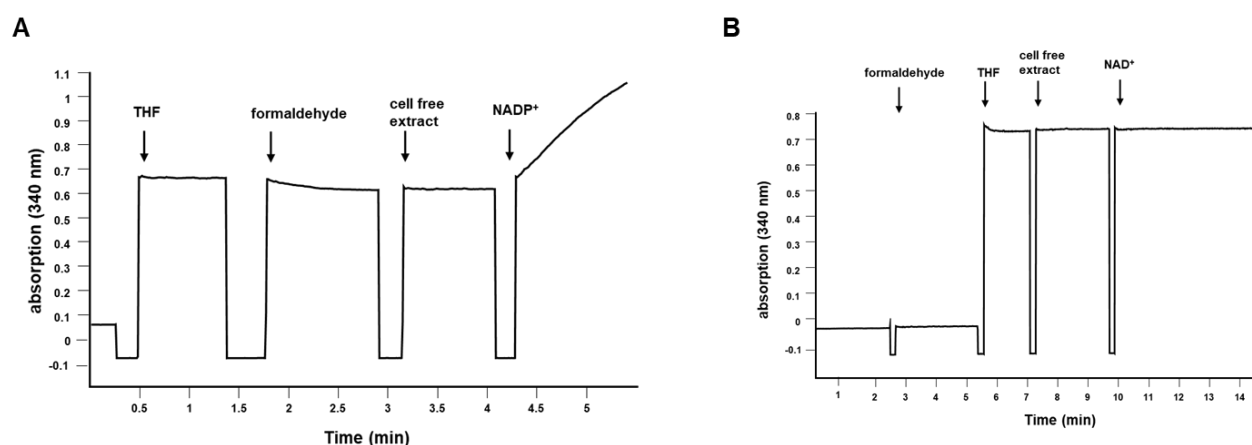 A
THF
formaldehyde
cell free
extract
NADP⁺
absorption (340 nm)
1.1
1
0.9
0.8
0.7
0.6
0.5
0.4
0.3
0.2
0.1
0
-0.1
0.5
1
1.5
2
2.5
3
3.5
4
4.5
5
Time (min)
B
formaldehyde
THF
cell free
extract
NAD⁺
absorption (340 nm)
0.8
0.7
0.6
0.5
0.4
0.3
0.2
0.1
0
-0.1
1
2
3
4
5
6
7
8
9
10
11
12
13
14
Time (min)